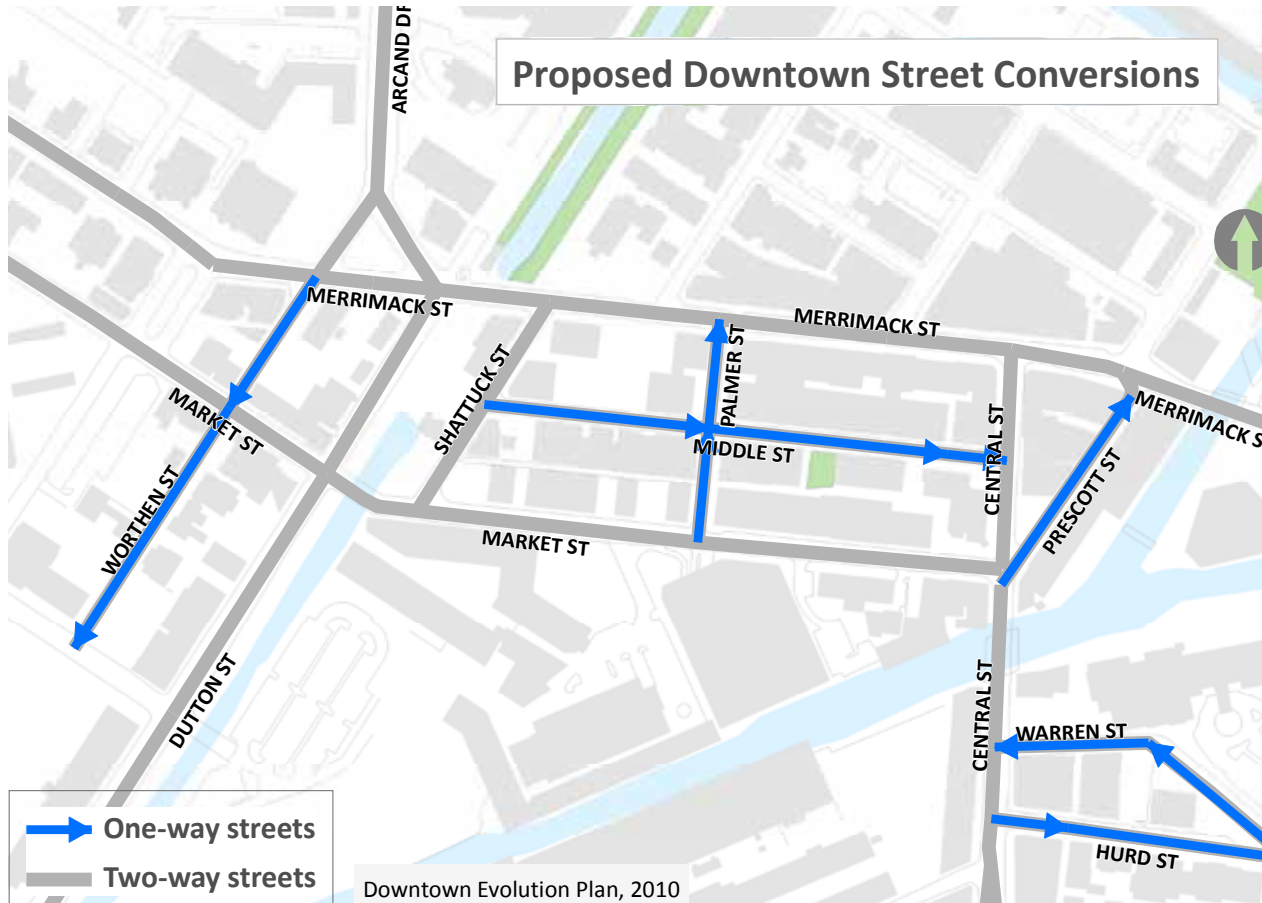 ARCAND DR
Proposed Downtown Street Conversions
MERRIMACK ST
MERRIMACK ST
MERRIMACK S
MARKET ST
WORTHEN ST
SHATTUCK ST
PALMER ST
MIDDLE ST
CENTRAL ST
PRESCOTT ST
MARKET ST
DUTTON ST
CENTRAL ST
WARREN ST
HURD ST
One-way streets
Two-way streets
Downtown Evolution Plan, 2010